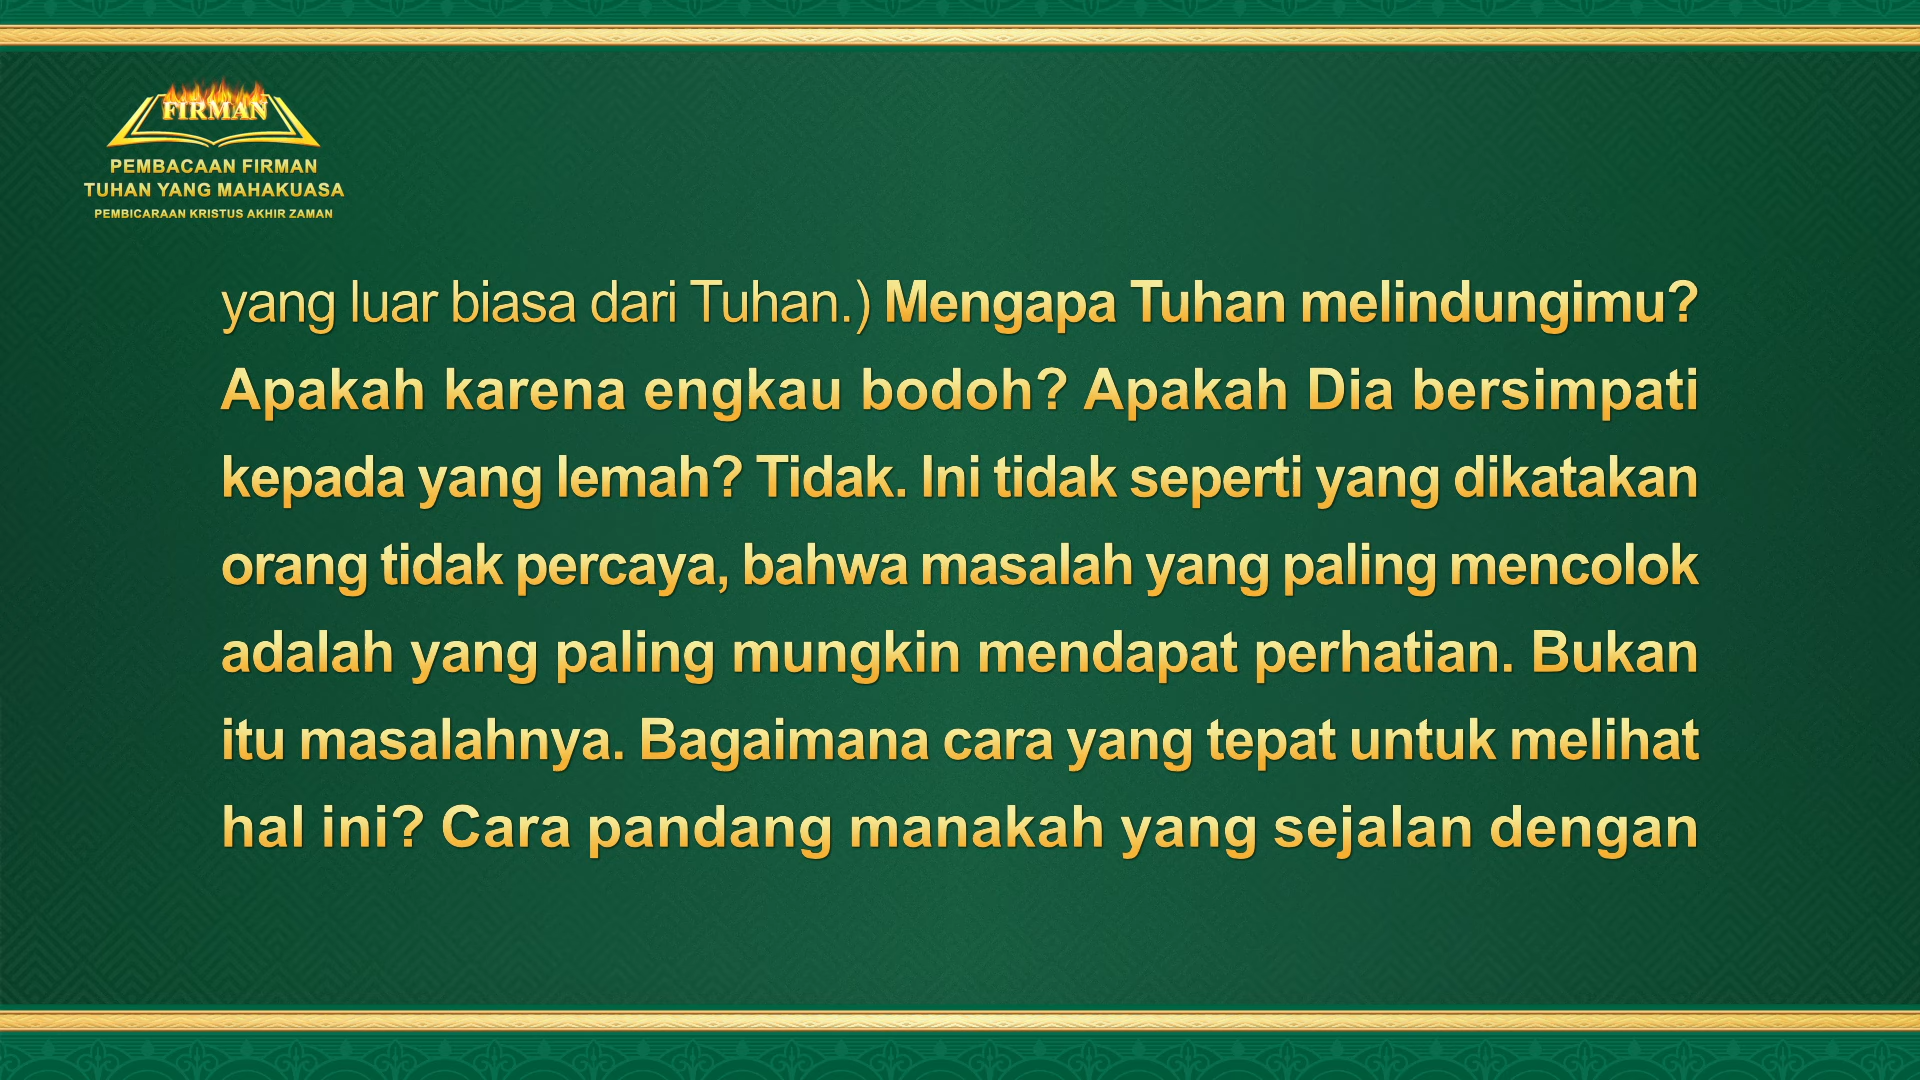 FIRMAN
PEMBACAAN FIRMAN
TUHAN YANG MAHAKUASA
PEMBICARAAN KRISTUS AKHIR ZAMAN
yang luar biasa dari Tuhan.) Mengapa Tuhan melindungimu?
Apakah karena engkau bodoh? Apakah Dia bersimpati
kepada yang lemah? Tidak. Ini tidak seperti yang dikatakan
orang tidak percaya, bahwa masalah yang paling mencolok
adalah yang paling mungkin mendapat perhatian. Bukan
itu masalahnya. Bagaimana cara yang tepat untuk melihat
hal ini? Cara pandang manakah yang sejalan dengan